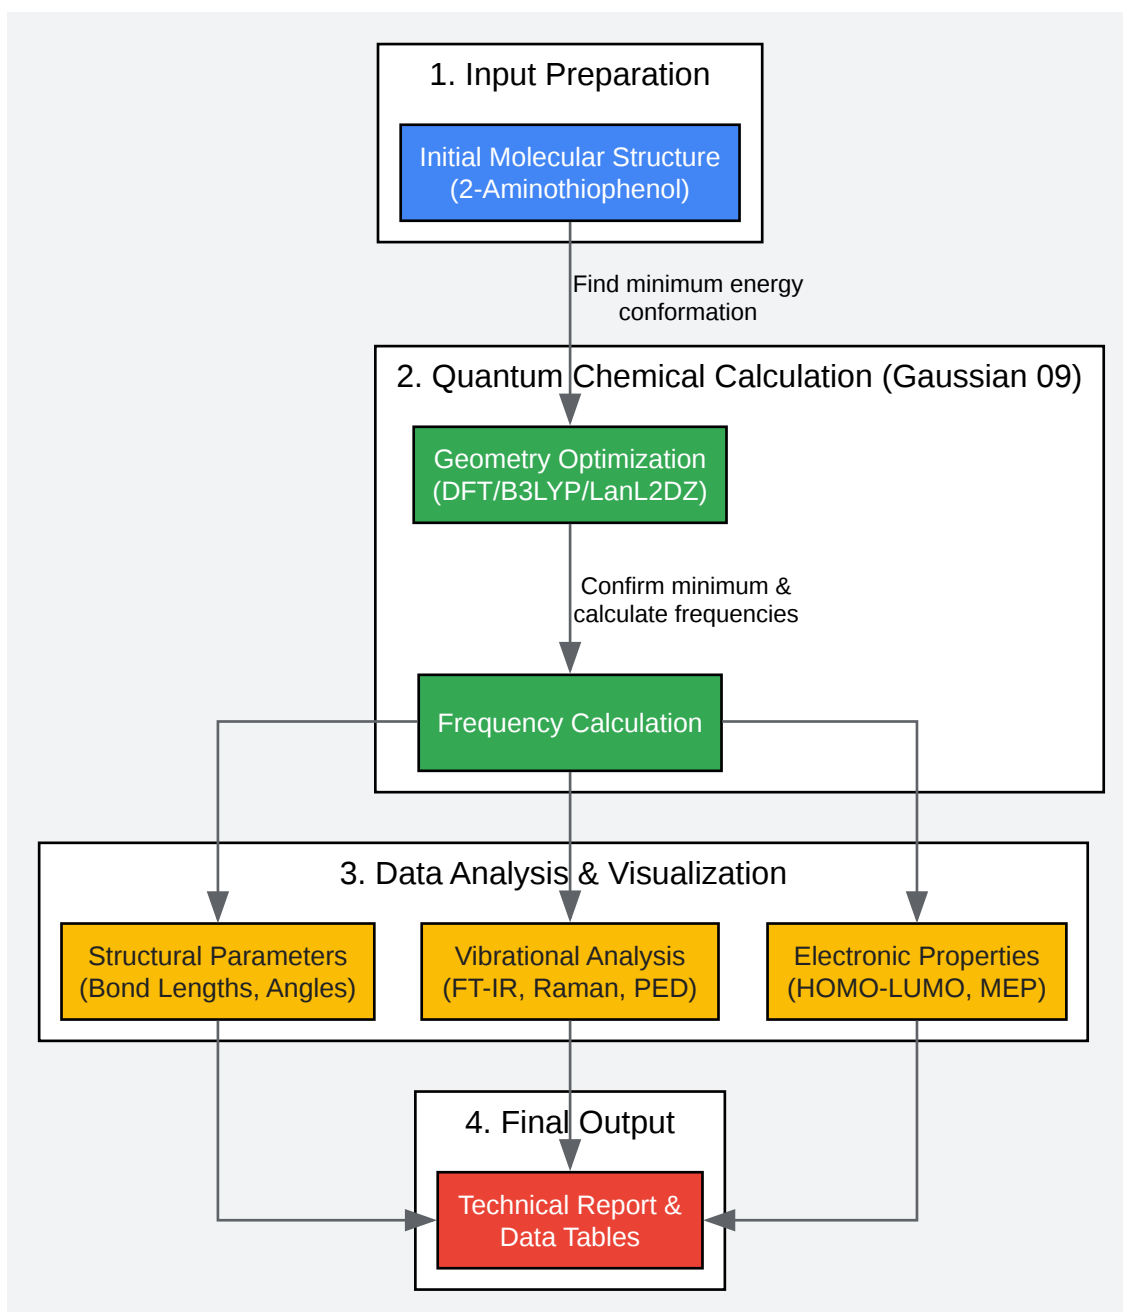 1. Input Preparation
Initial Molecular Structure
(2-Aminothiophenol)
Find minimum energy
conformation
2. Quantum Chemical Calculation (Gaussian 09)
Geometry Optimization
(DFT/B3LYP/LanL2DZ)
Confirm minimum &
calculate frequencies
Frequency Calculation
3. Data Analysis & Visualization
Structural Parameters
(Bond Lengths, Angles)
Vibrational Analysis
(FT-IR, Raman, PED)
Electronic Properties
(HOMO-LUMO, MEP)
4. Final Output
Technical Report &
Data Tables